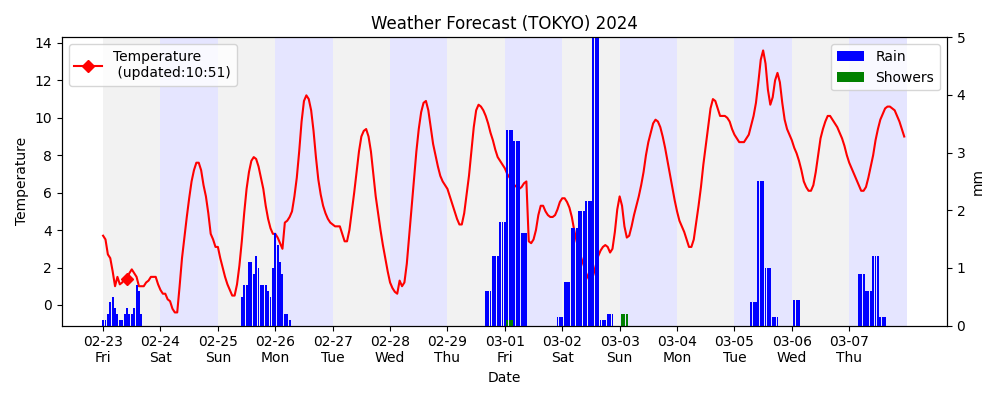 Weather Forecast (TOKYO) 2024
Temperature
(updated:10:51)
Rain
Showers
Temperature
14
12
10
8
6
4
2
0
5
4
3
2
1
0
mm
02-23 02-24 02-25 02-26 02-27 02-28 02-29 03-01 03-02 03-03 03-04 03-05 03-06 03-07
Fri Sat Sun Mon Tue Wed Thu Fri Sat Sun Mon Tue Wed Thu
Date